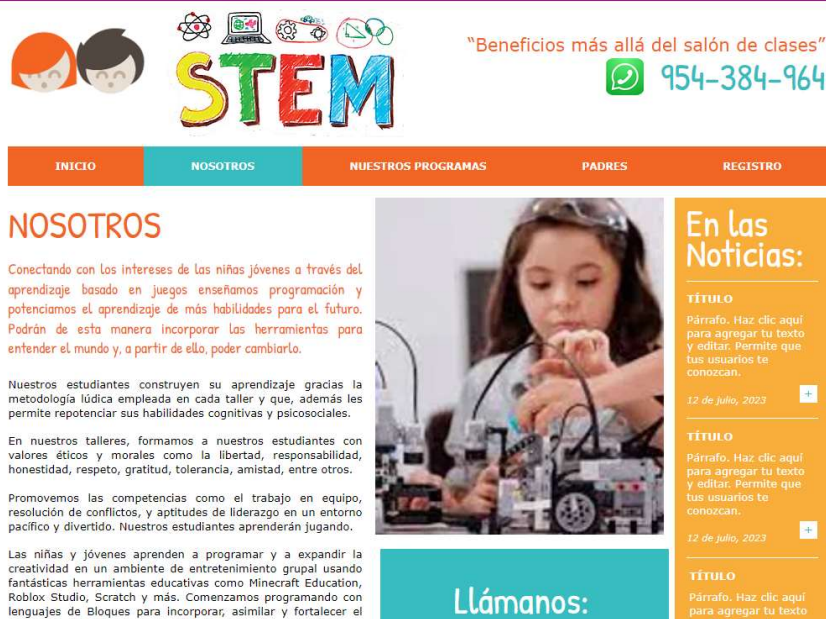 STEM
“Beneficios más allá del salón de clases”
954-384-964
INICIO
NOSOTROS
NUESTROS PROGRAMAS
PADRES
REGISTRO
NOSOTROS
Conectando con los intereses de las niñas jóvenes a través del
aprendizaje basado en juegos enseñamos programación y
potenciamos el aprendizaje de más habilidades para el futuro.
Podrán de esta manera incorporar las herramientas para
entender el mundo y, a partir de ello, poder cambiarlo.
Nuestros estudiantes construyen su aprendizaje gracias la
metodología lúdica empleada en cada taller y que, además les
permite repotenciar sus habilidades cognitivas y psicosociales.
En nuestros talleres, formamos a nuestros estudiantes con
valores éticos y morales como la libertad, responsabilidad,
honestidad, respeto, gratitud, tolerancia, amistad, entre otros.
Promovemos las competencias como el trabajo en equipo,
resolución de conflictos, y aptitudes de liderazgo en un entorno
pacífico y divertido. Nuestros estudiantes aprenderán jugando.
Las niñas y jóvenes aprenden a programar y a expandir la
creatividad en un ambiente de entretenimiento grupal usando
fantásticas herramientas educativas como Minecraft Education,
Roblox Studio, Scratch y más. Comenzamos programando con
lenguajes de Bloques para incorporar, asimilar y fortalecer el
Llámanos:
En las
Noticias:
TÍTULO
Párrafo. Haz clic aquí
para agregar tu texto
y editar. Permite que
tus usuarios te
conozcan.
12 de julio, 2023
+
TÍTULO
Párrafo. Haz clic aquí
para agregar tu texto
y editar. Permite que
tus usuarios te
conozcan.
12 de julio, 2023
+
TÍTULO
Párrafo. Haz clic aquí
para agregar tu texto